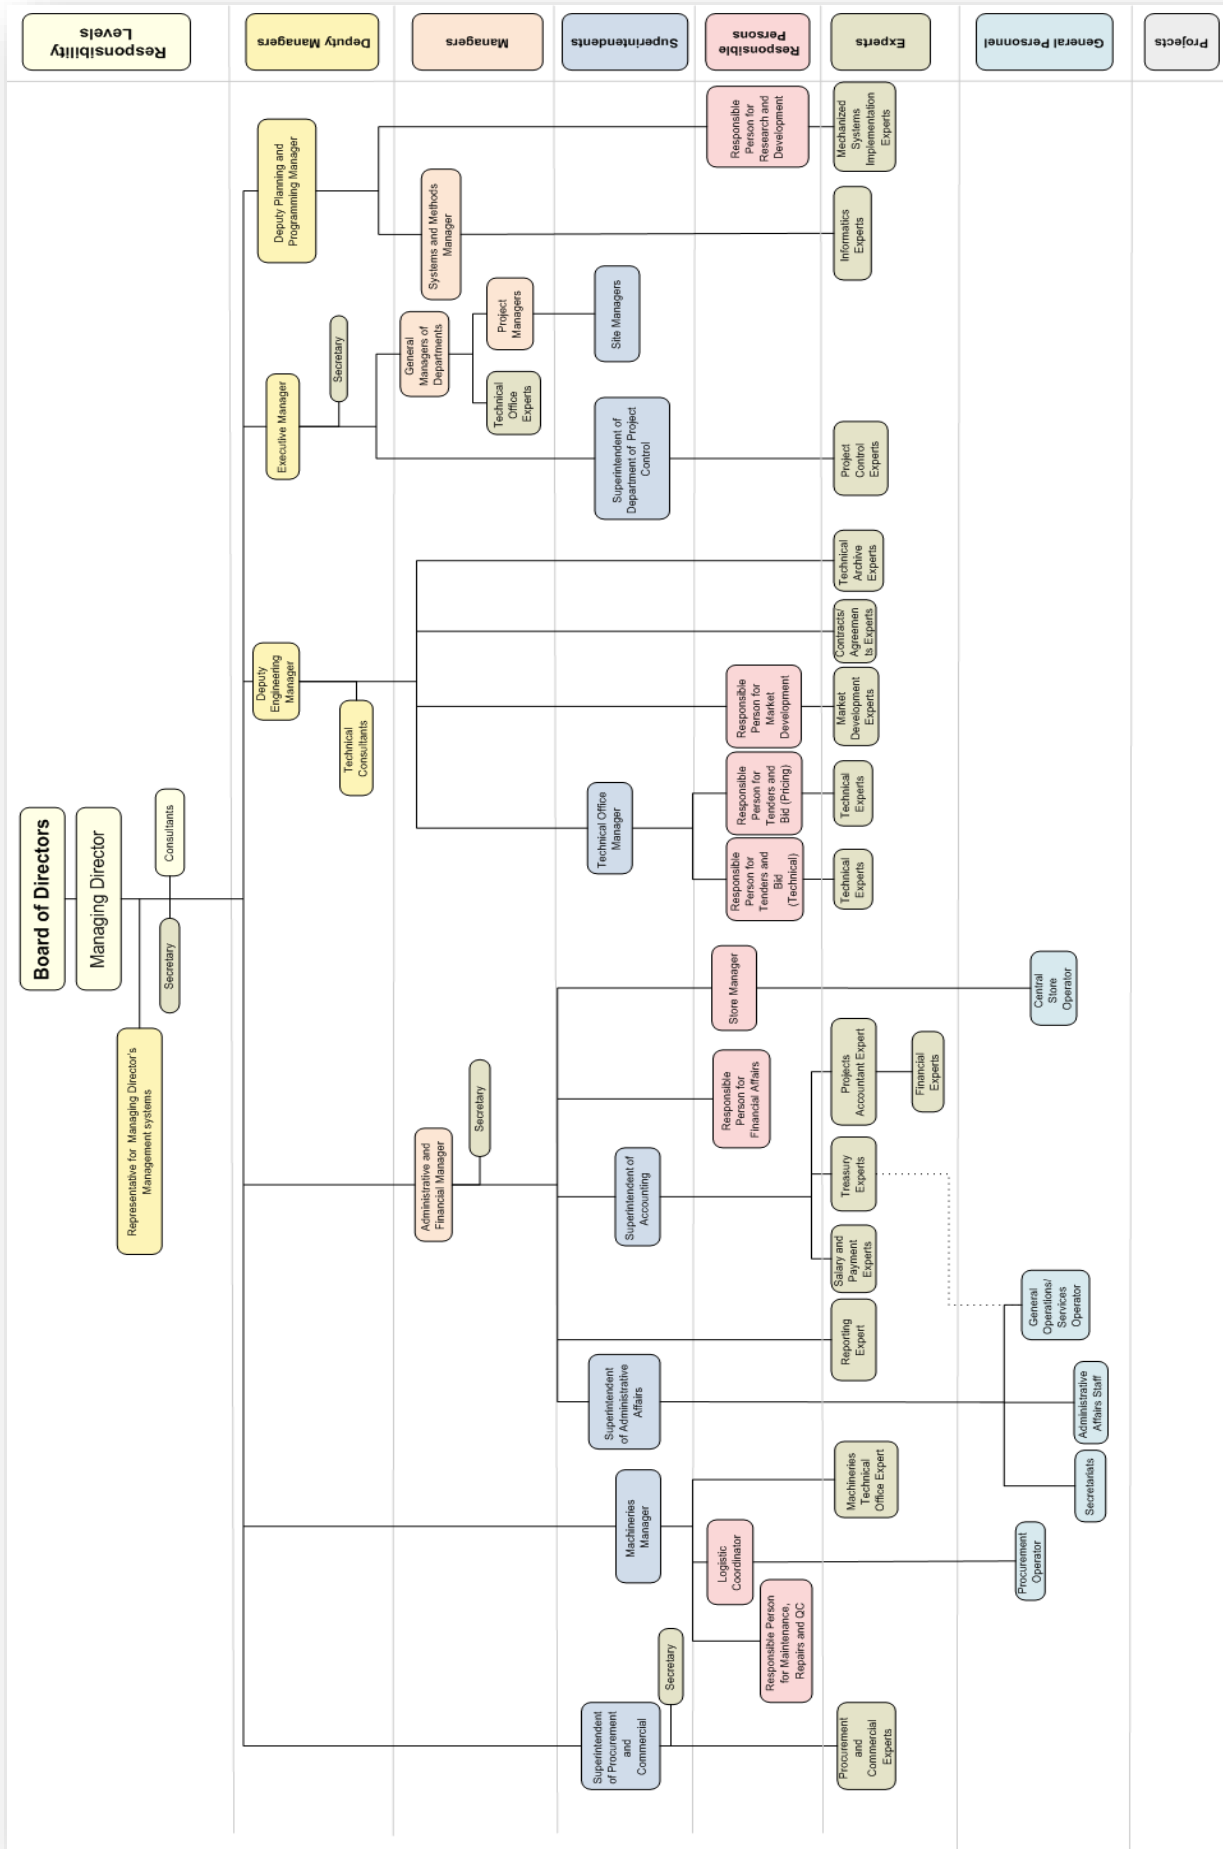 Responsibility
Levels
Deputy Managers
Managers
Superintendents
Responsible
Persons
Experts
General Personnel
Projects
Board of Directors
Managing Director
Consultants
Secretary
Representative for Managing Director's
Management systems
Superintendent
of Procurement
and
Commercial
Secretary
Procurement
and
Commercial
Experts
Machineries
Manager
Responsible Person
for Maintenance,
Repairs and QC
Logistic
Coordinator
Procurement
Operator
Machineries
Technical
Office Expert
Administrative and
Financial Manager
Secretary
Superintendent
of Administrative
Affairs
Secretariats
Administrative
Affairs Staff
General
Operations/
Services
Operator
Reporting
Expert
Superintendent of
Accounting
Salary and
Payment
Experts
Treasury
Experts
Projects
Accountant Expert
Financial
Experts
Responsible
Person for
Financial Affairs
Store Manager
Central
Store
Operator
Deputy
Engineering
Manager
Technical
Consultants
Technical Office
Manager
Responsible
Person for
Tenders and
Bid
(Technical)
Technical
Experts
Responsible
Person for
Tenders and
Bid (Pricing)
Technical
Experts
Responsible
Person for
Market
Development
Market
Development
Experts
Contracts/
Agreemen
ts Experts
Technical
Archive
Experts
Executive Manager
Secretary
Superintendent of
Department of Project
Control
Project
Control
Experts
General
Managers of
Departments
Technical
Office
Experts
Project
Managers
Site Managers
Deputy Planning and
Programming Manager
Systems and Methods
Manager
Informatics
Experts
Responsible
Person for
Research and
Development
Mechanized
Systems
Implementation
Experts